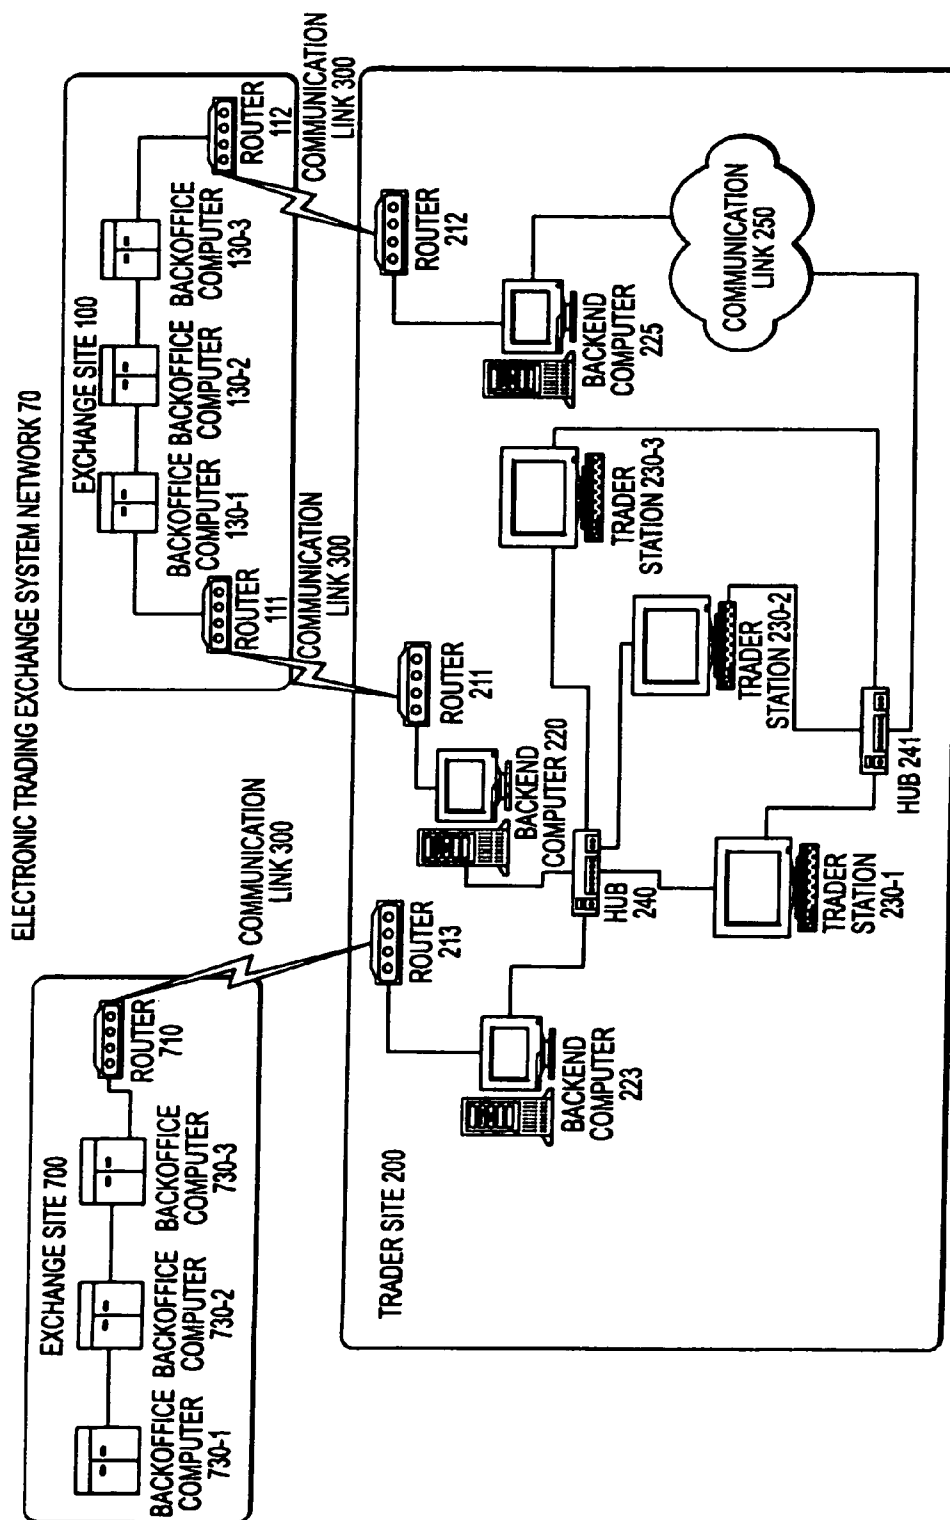 ELECTRONIC TRADING EXCHANGE SYSTEM NETWORK 70
EXCHANGE SITE 700
BACKOFFICE
COMPUTER
730-1
BACKOFFICE
COMPUTER
730-2
BACKOFFICE
COMPUTER
730-3
ROUTER
710
COMMUNICATION
LINK 300
EXCHANGE SITE 100
ROUTER
111
BACKOFFICE
COMPUTER
130-1
BACKOFFICE
COMPUTER
130-2
BACKOFFICE
COMPUTER
130-3
ROUTER
112
COMMUNICATION
LINK 300
COMMUNICATION
LINK 300
TRADER SITE 200
ROUTER
213
ROUTER
211
ROUTER
212
BACKEND
COMPUTER
223
BACKEND
COMPUTER 220
BACKEND
COMPUTER
225
HUB
240
TRADER
STATION 230-3
COMMUNICATION
LINK 250
TRADER
STATION 230-2
TRADER
STATION
230-1
HUB 241